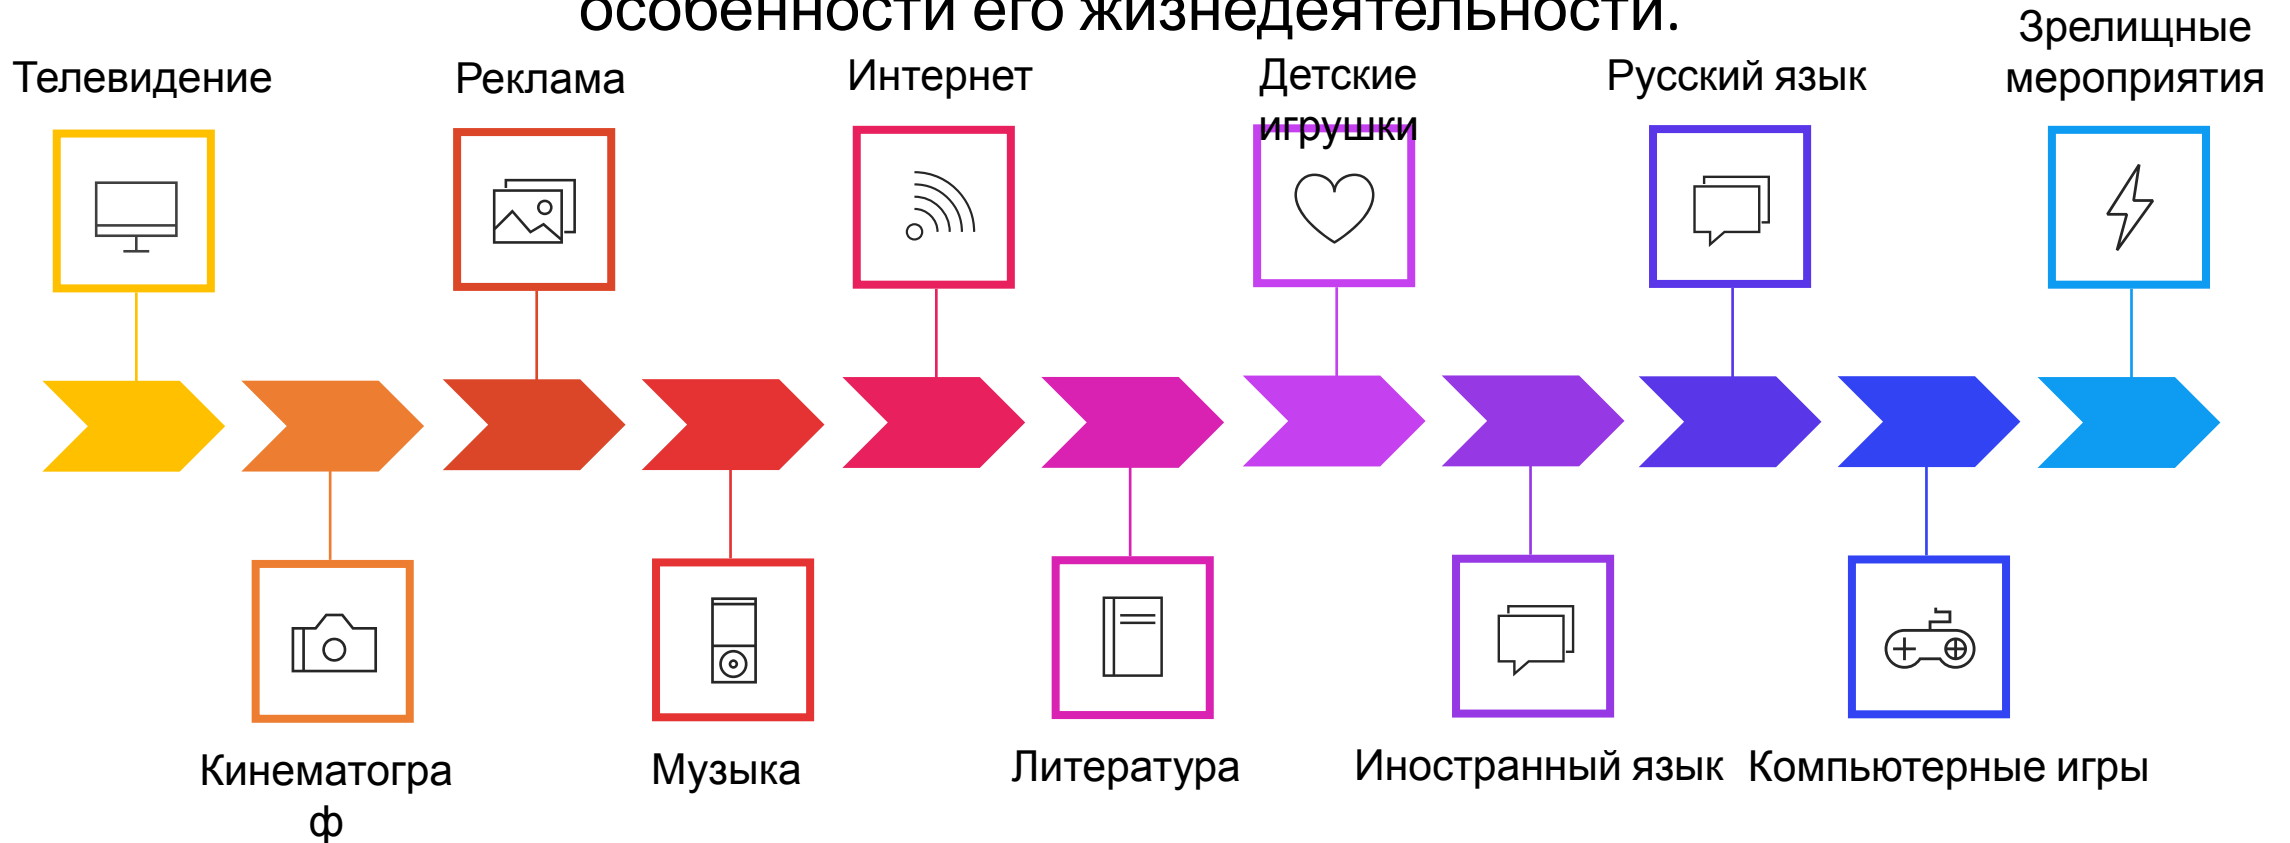 особенности его жизнедеятельности.
Зрелищные
мероприятия
Телевидение
Реклама
Интернет
Детские
игрушки
Русский язык
Кинематогра
ф
Музыка
Литература
Иностранный язык
Компьютерные игры